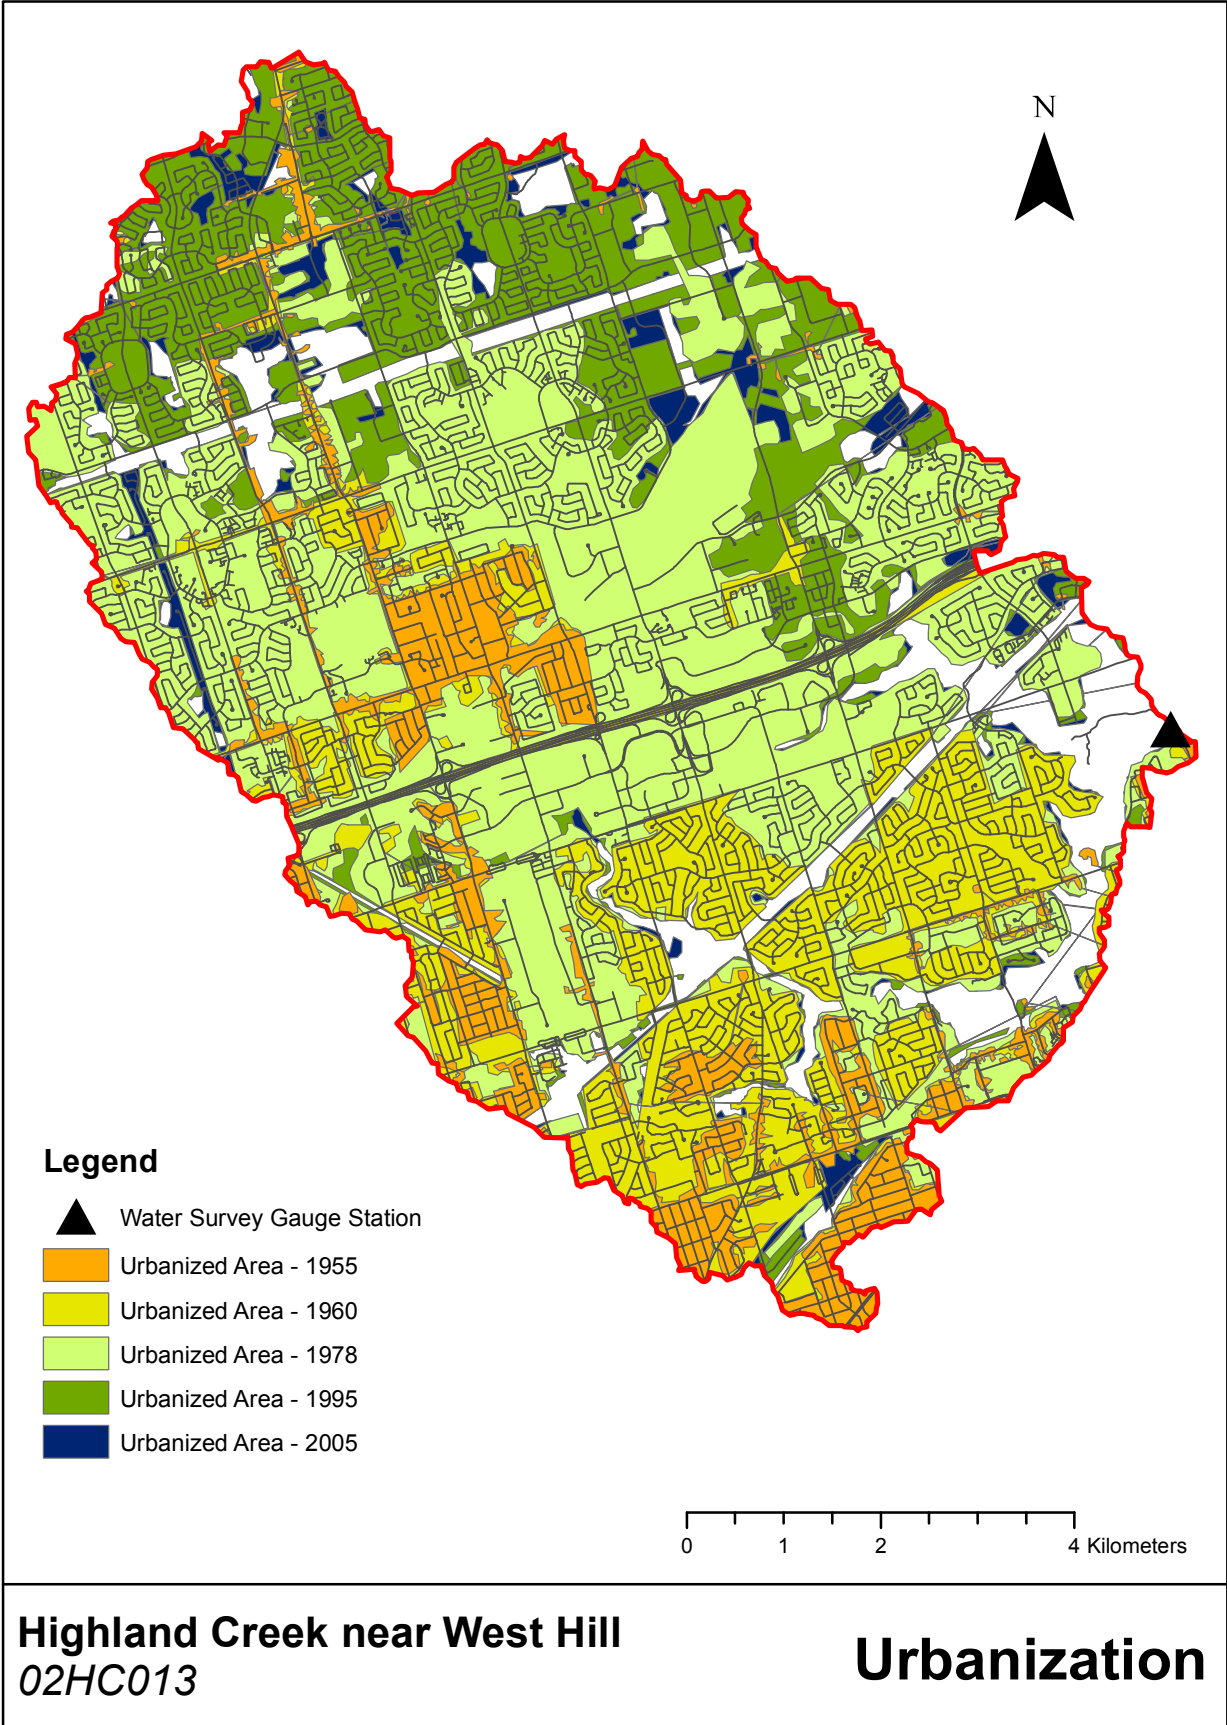 N
Legend
Water Survey Gauge Station
Urbanized Area - 1955
Urbanized Area - 1960
Urbanized Area - 1978
Urbanized Area - 1995
Urbanized Area - 2005
0 1 2 4 Kilometers
Highland Creek near West Hill
02HC013
Urbanization